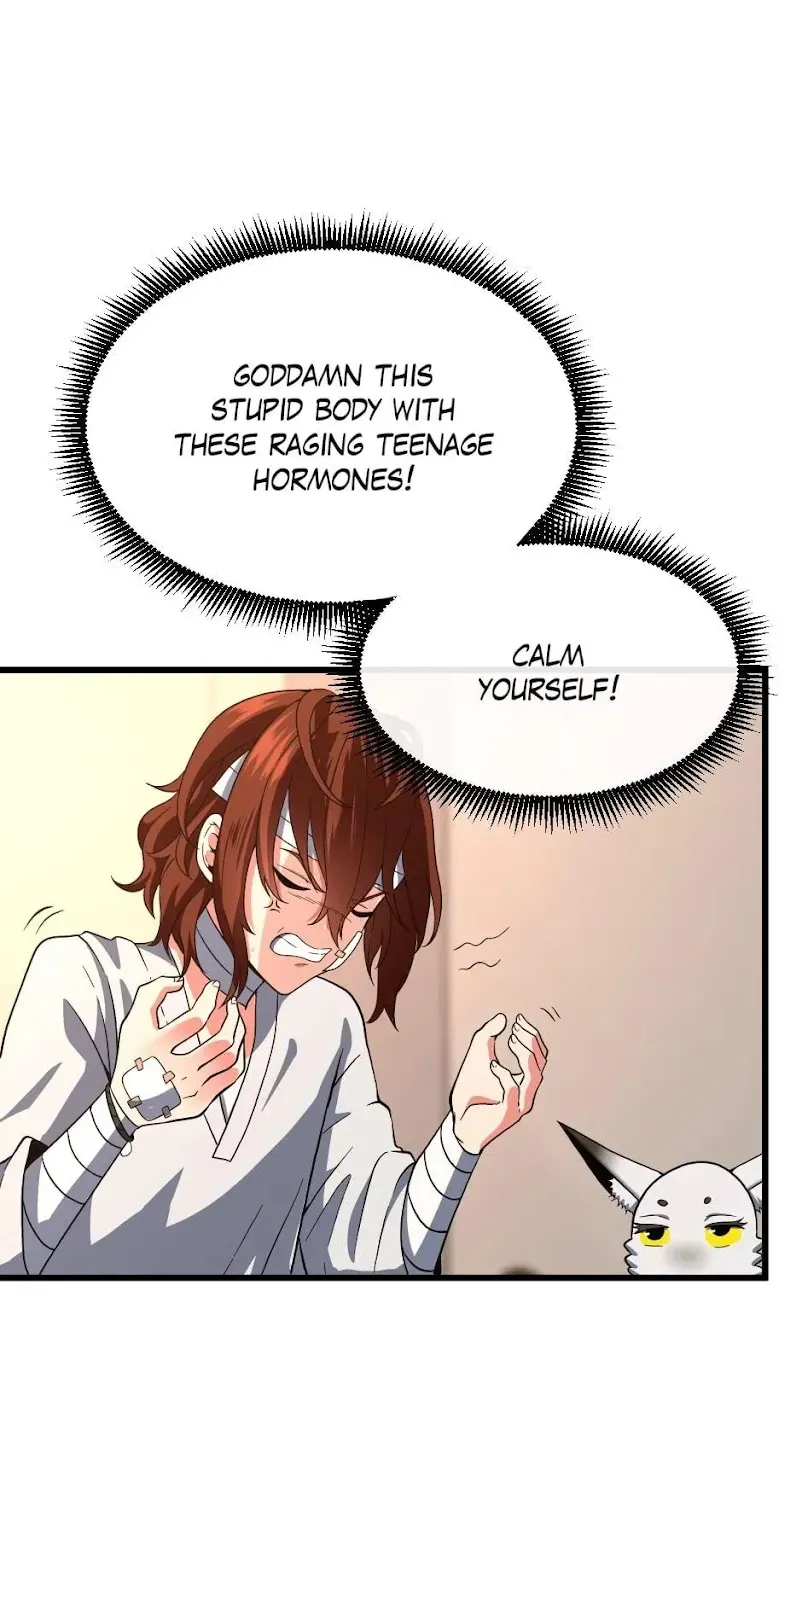 GODDAMN THIS
STUPID BODY WITH
THESE RAGING TEENAGE
HORMONES!
CALM
YOURSELF!